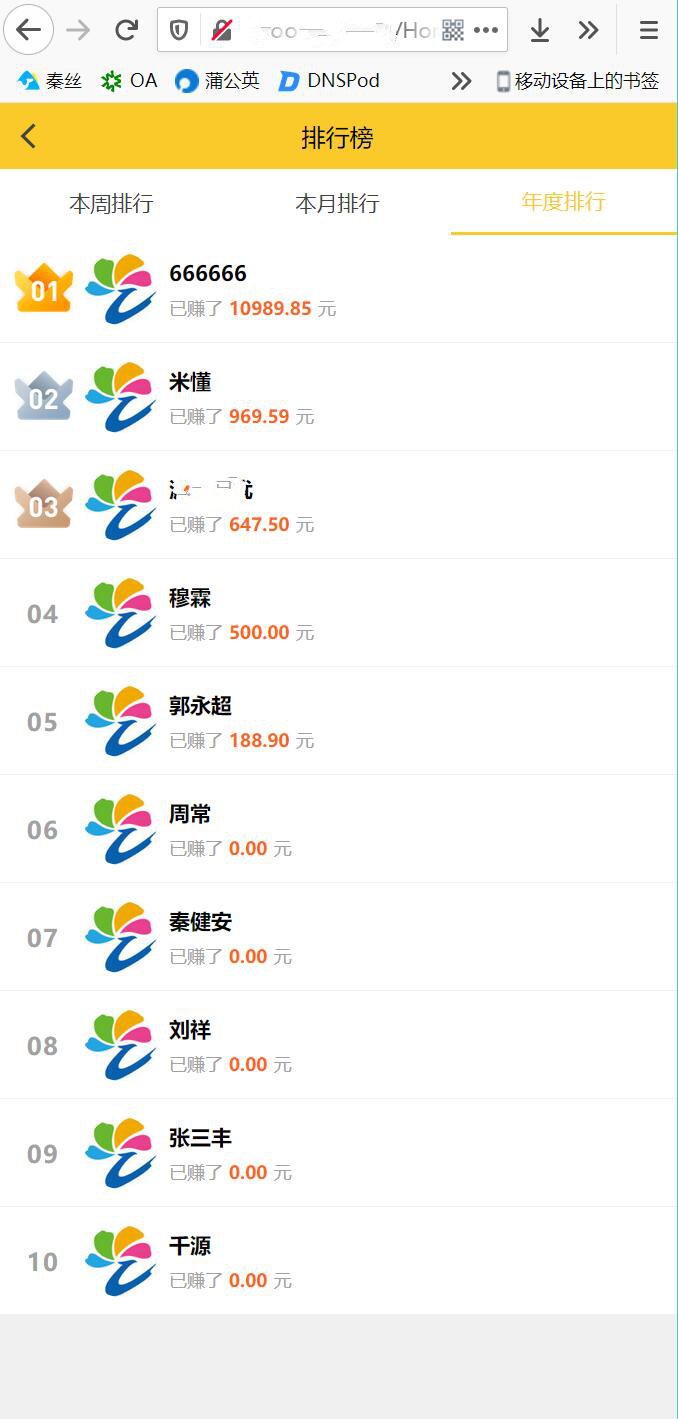 秦丝 OA 蒲公英 DNSPod 移动设备上的书签
排行榜
本周排行 本月排行 年度排行
01 666666
已赚了 10989.85 元
02 米懂
已赚了 969.59 元
03
已赚了 647.50 元
04 穆霖
已赚了 500.00 元
05 郭永超
已赚了 188.90 元
06 周常
已赚了 0.00 元
07 秦健安
已赚了 0.00 元
08 刘祥
已赚了 0.00 元
09 张三丰
已赚了 0.00 元
10 千源
已赚了 0.00 元